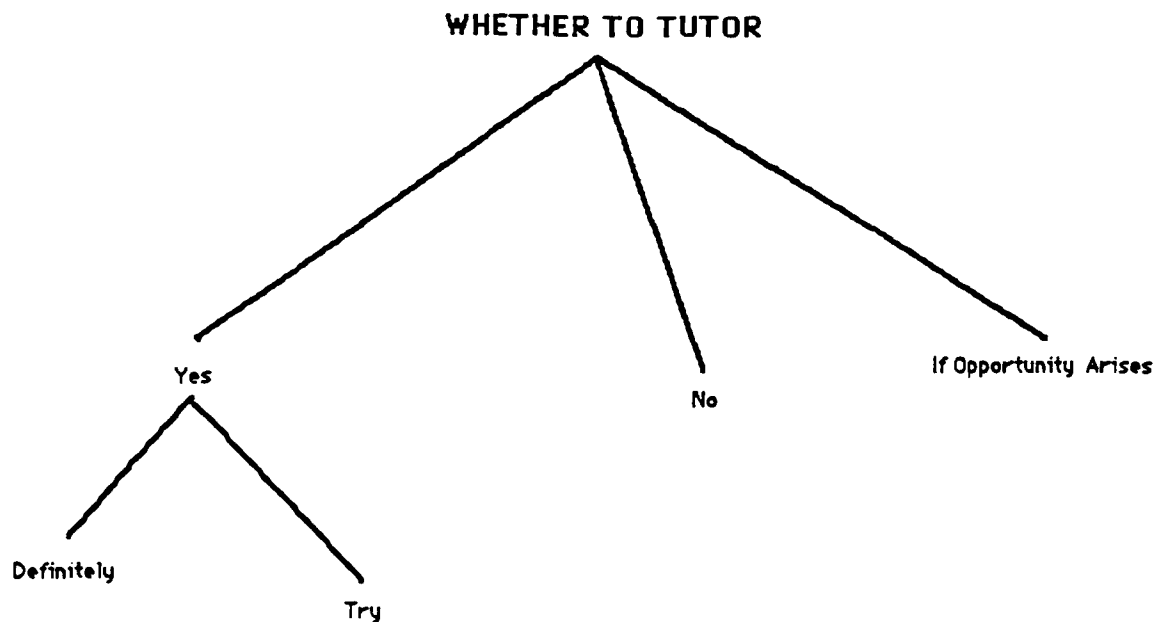 WHETHER TO TUTOR
Yes
No
If Opportunity Arises
Definitely
Try